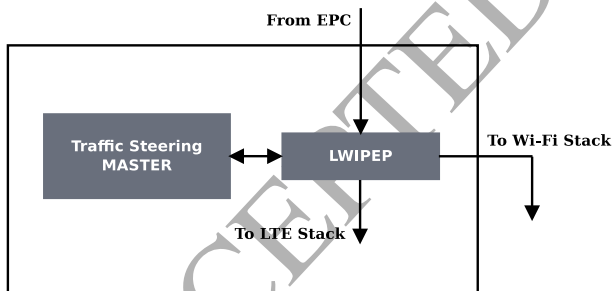 From EPC
To Wi-Fi Stack
Traffic Steering
MASTER
LWIPEP
To LTE Stack